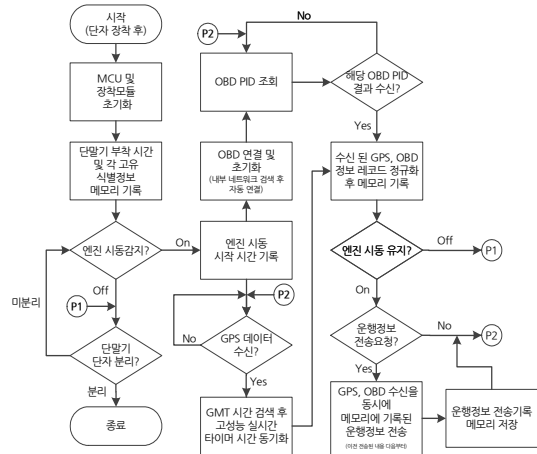 시작
(단자 장착 후)
MCU 및
장착모듈
초기화
단말기 부착 시간
및 각 고유
식별정보
메모리 기록
엔진 시동감지?
On
Off
P1
미분리
단말기
단자 분리?
분리
종료
No
P2
OBD PID 조회
OBD 연결 및
초기화
(내부 네트워크 검색 후
자동 연결)
엔진 시동
시작 시간 기록
P2
No
GPS 데이터
수신?
Yes
GMT 시간 검색 후
고성능 실시간
타이머 시간 동기화
해당 OBD PID
결과 수신?
Yes
수신 된 GPS, OBD
정보 레코드 정규화
후 메모리 기록
엔진 시동 유지?
Off
P1
On
운행정보
전송요청?
No
P2
Yes
GPS, OBD 수신을
동시에
메모리에 기록된
운행정보 전송
(이전 전송된 내용 다음부터)
운행정보 전송기록
메모리 저장